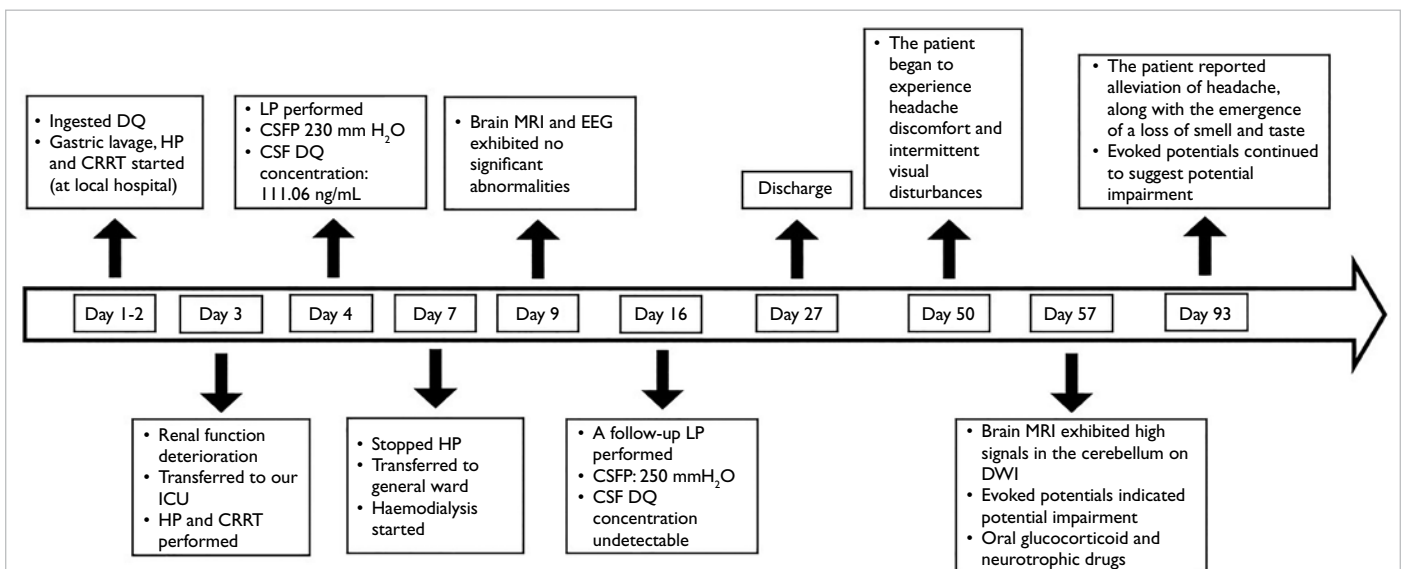 • Ingested DQ
• Gastric lavage, HP
and CRRT started
(at local hospital)
• LP performed
• CSFP 230 mm H₂O
• CSF DQ
concentration:
111.06 ng/mL
• Brain MRI and EEG
exhibited no
significant
abnormalities
Discharge
• The patient
began to
experience
headache
discomfort and
intermittent
visual
disturbances
• The patient reported
alleviation of headache,
along with the emergence
of a loss of smell and taste
• Evoked potentials continued
to suggest potential
impairment
Day 1-2
Day 3
Day 4
Day 7
Day 9
Day 16
Day 27
Day 50
Day 57
Day 93
• Renal function
deterioration
• Transferred to our
ICU
• HP and CRRT
performed
• Stopped HP
• Transferred to
general ward
• Haemodialysis
started
• A follow-up LP
performed
• CSFP: 250 mmH₂O
• CSF DQ
concentration
undetectable
• Brain MRI exhibited high
signals in the cerebellum on
DWI
• Evoked potentials indicated
potential impairment
• Oral glucocorticoid and
neurotrophic drugs